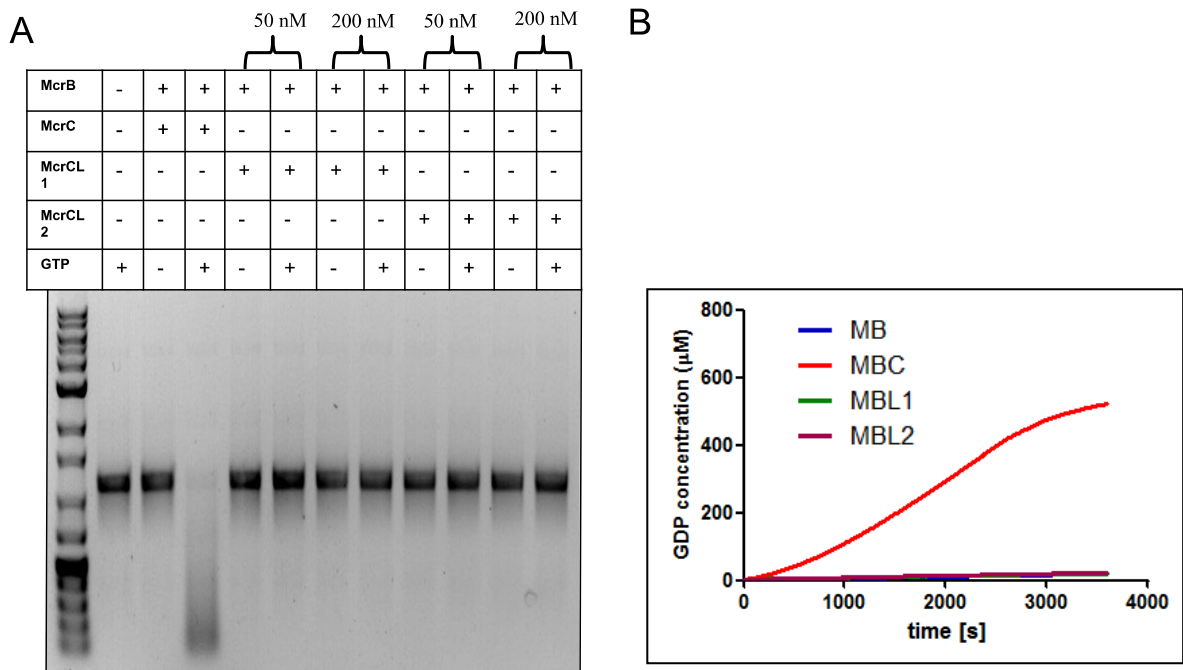 A
50 nM 200 nM 50 nM 200 nM
McrB - + + + + + + + + + +
McrC - + + - - - - - - - -
McrCL
1 - - - + + + + - - - -
McrCL
2 - - - - - - - + + + +
GTP + - + - + - + - + - +
B
800
600
400
200
0
GDP concentration (μM)
MB
MBC
MBL1
MBL2
0 1000 2000 3000 4000
time [s]